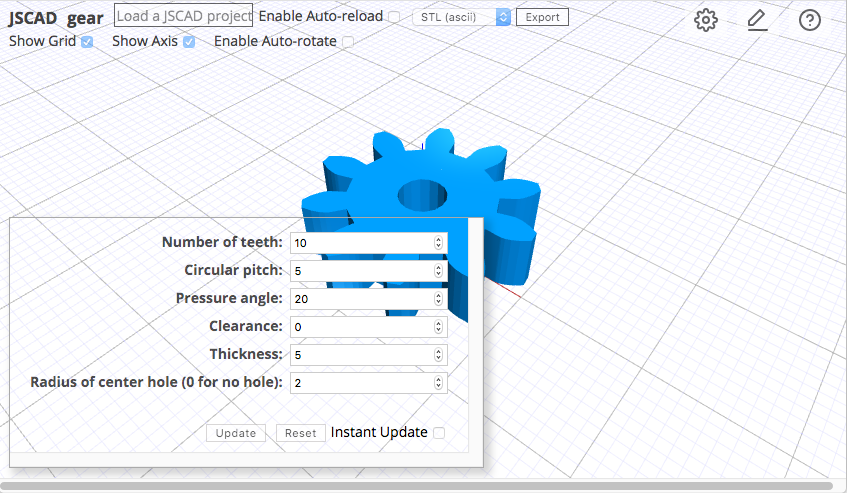 JSCAD gear Load a JSCAD project Enable Auto-reload STL (ascii) Export
Show Grid Show Axis Enable Auto-rotate
Number of teeth: 10
Circular pitch: 5
Pressure angle: 20
Clearance: 0
Thickness: 5
Radius of center hole (0 for no hole): 2
Update Reset Instant Update